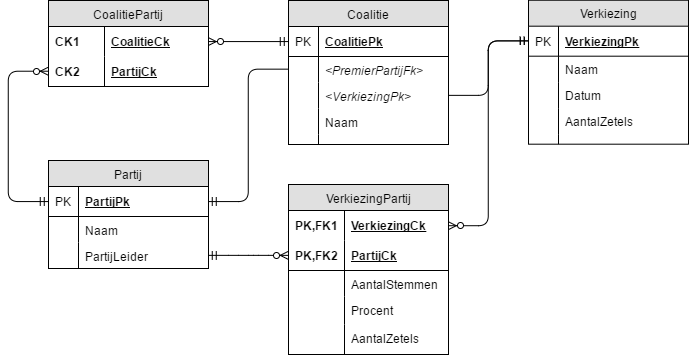 CoalitiePartij
CK1 CoalitieCk
CK2 PartijCk
Coalitie
PK CoalitiePk
<PremierPartijFk>
<VerkiezingPk>
Naam
Verkiezing
PK VerkiezingPk
Naam
Datum
AantalZetels
Partij
PK PartijPk
Naam
PartijLeider
VerkiezingPartij
PK,FK1 VerkiezingCk
PK,FK2 PartijCk
AantalStemmen
Procent
AantalZetels